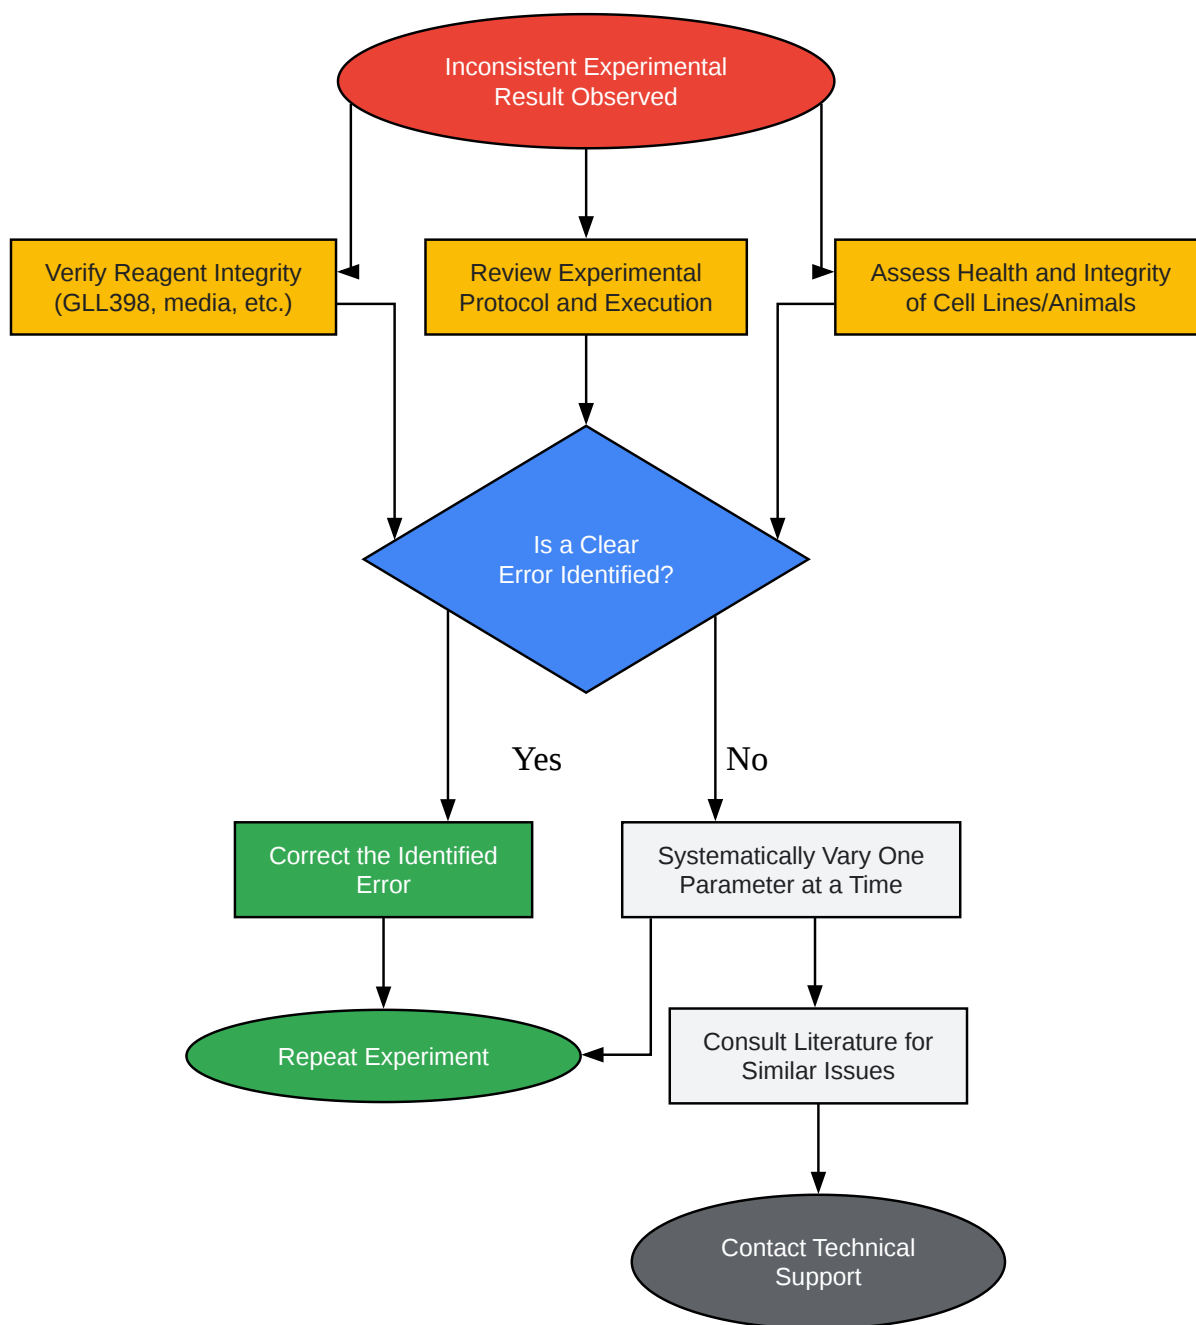 Inconsistent Experimental
Result Observed
Verify Reagent Integrity
(GLL398, media, etc.)
Review Experimental
Protocol and Execution
Assess Health and Integrity
of Cell Lines/Animals
Is a Clear
Error Identified?
Yes
No
Correct the Identified
Error
Systematically Vary One
Parameter at a Time
Repeat Experiment
Consult Literature for
Similar Issues
Contact Technical
Support